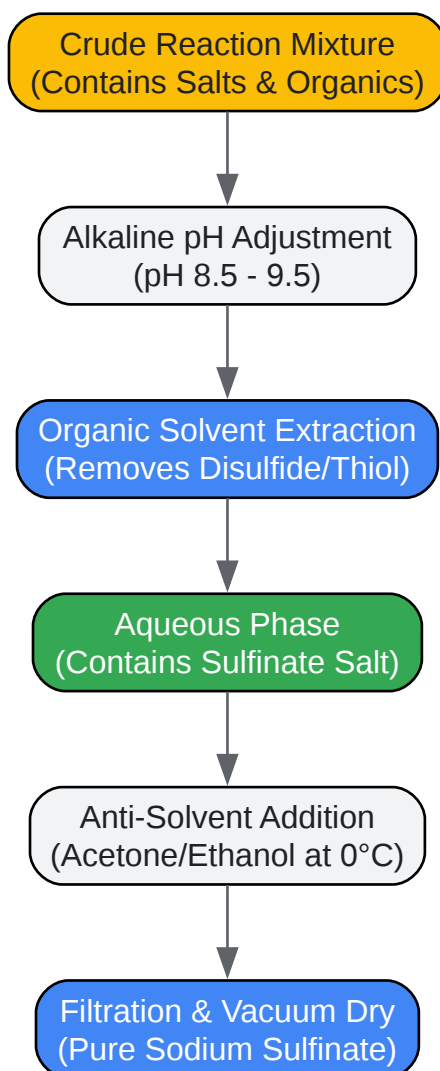 Crude Reaction Mixture
(Contains Salts & Organics)
Alkaline pH Adjustment
(pH 8.5 - 9.5)
Organic Solvent Extraction
(Removes Disulfide/Thiol)
Aqueous Phase
(Contains Sulfinate Salt)
Anti-Solvent Addition
(Acetone/Ethanol at 0°C)
Filtration & Vacuum Dry
(Pure Sodium Sulfinate)